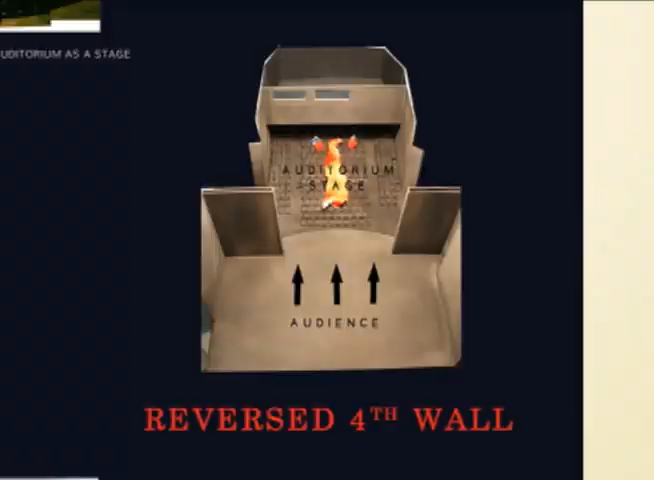 UDITORIUM AS A STAGE
AUDITORIUM
STAGE
AUDIENCE
REVERSED 4TH WALL